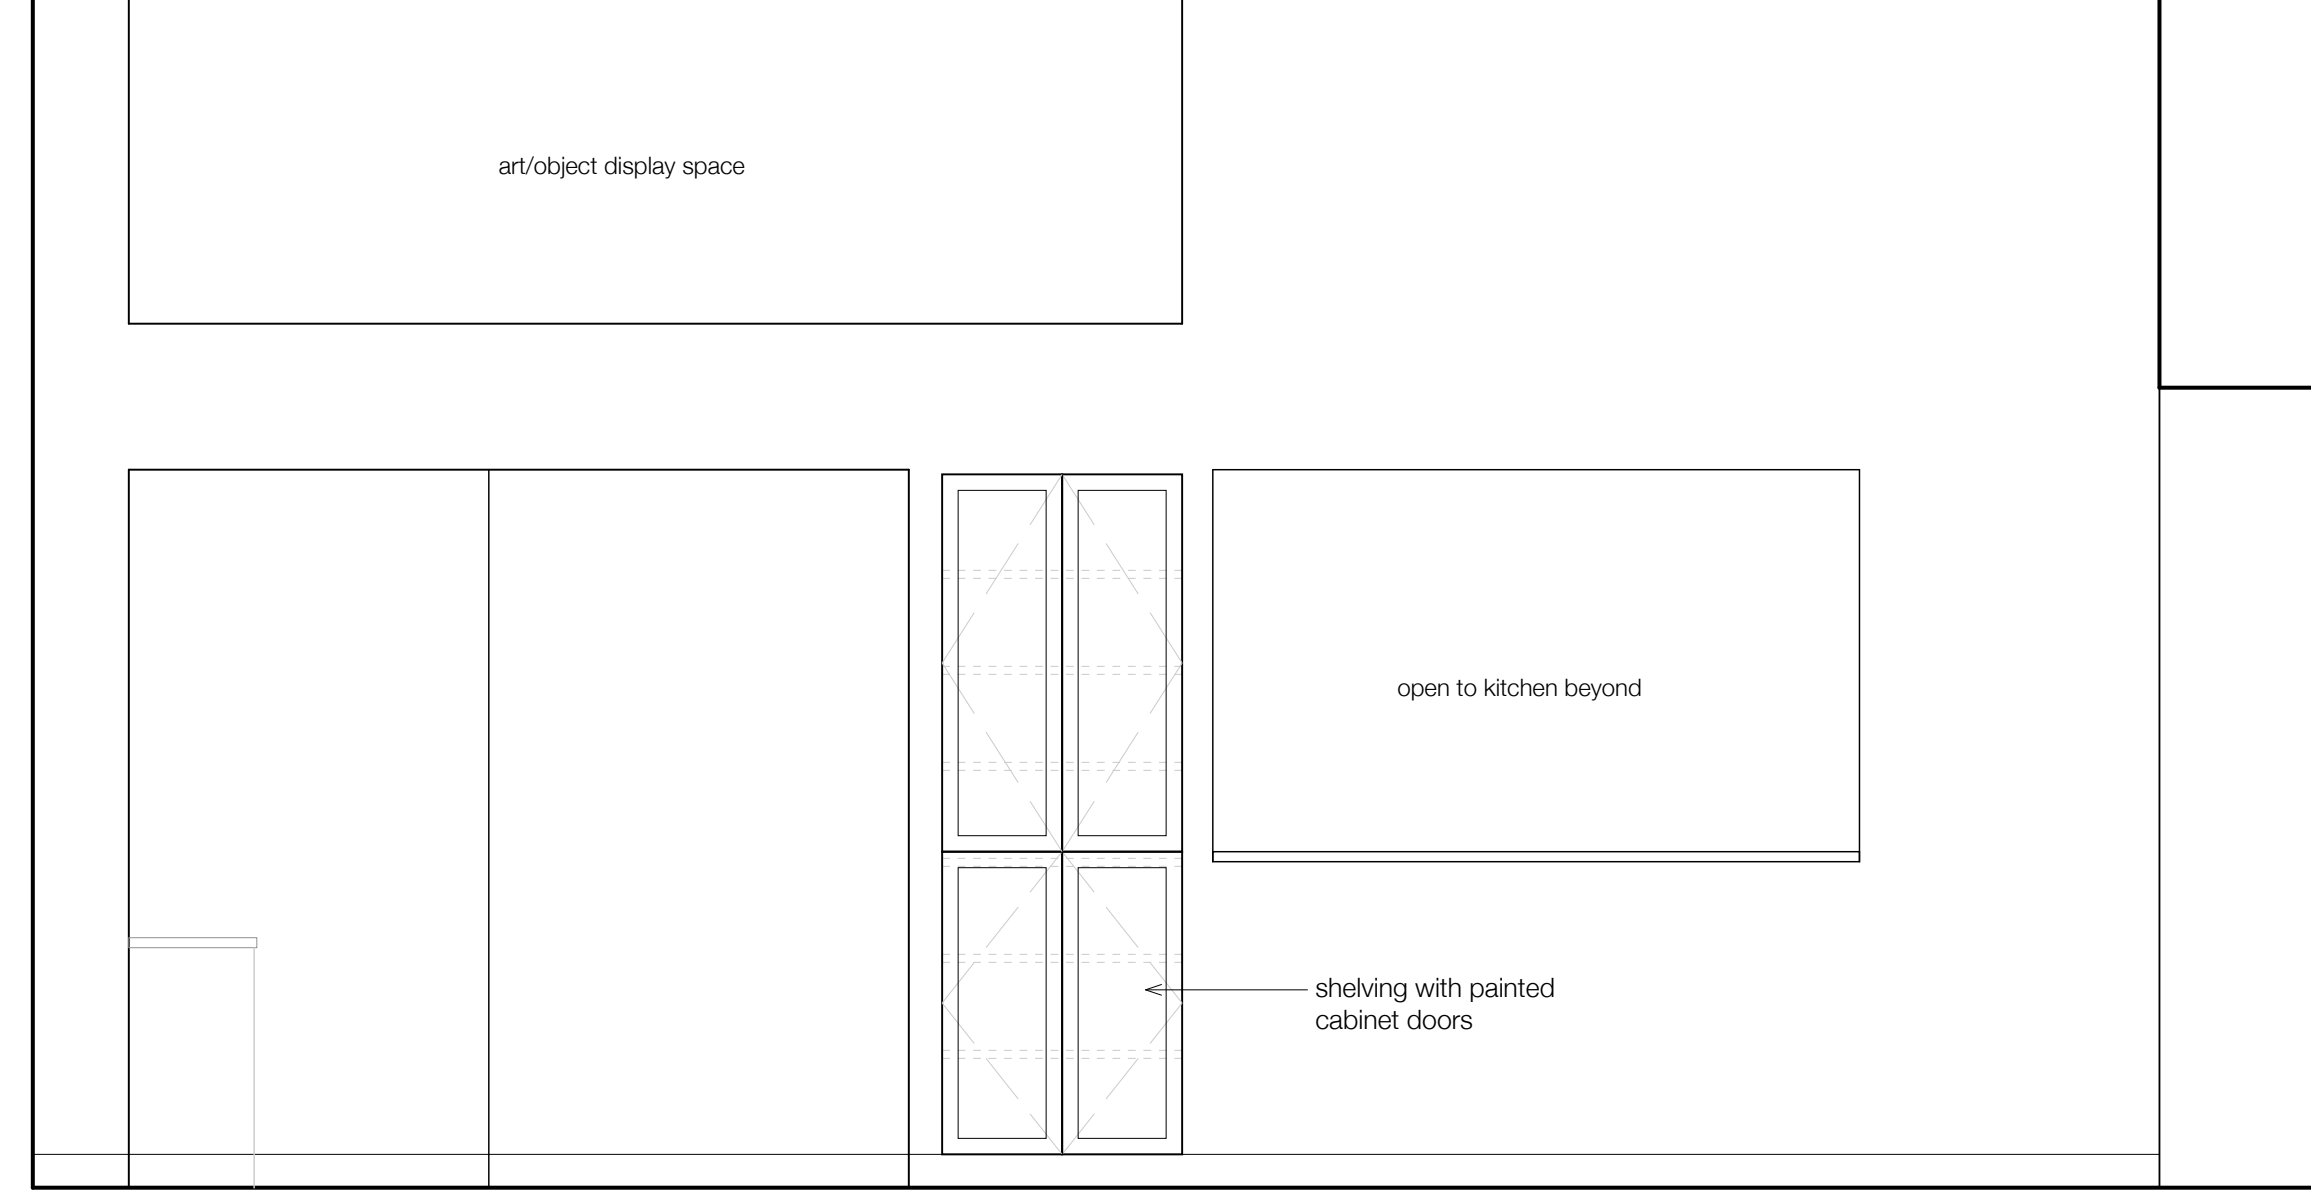 art/object display space
open to kitchen beyond
shelving with painted
cabinet doors